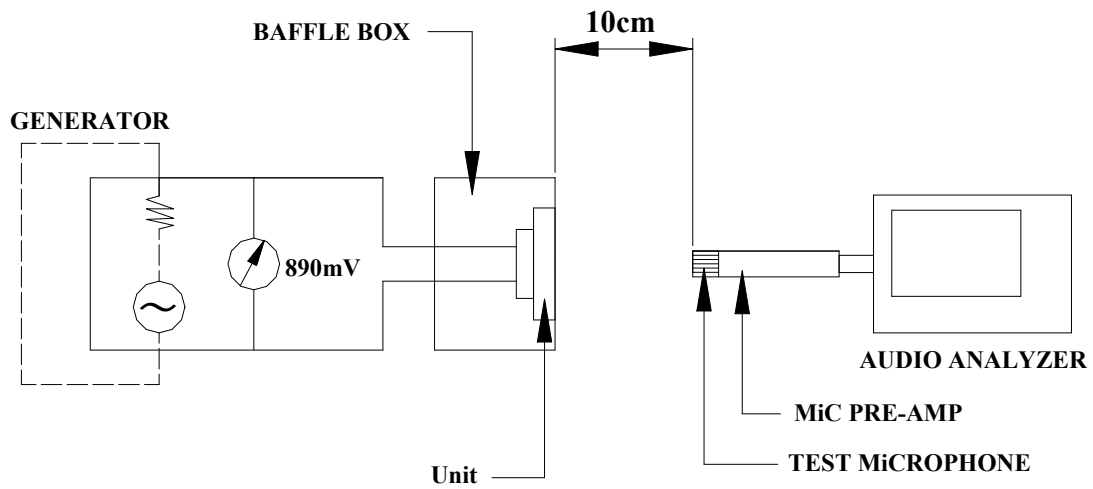 10cm
BAFFLE BOX
GENERATOR
890mV
AUDIO ANALYZER
MiC PRE-AMP
TEST MiCROPHONE
Unit